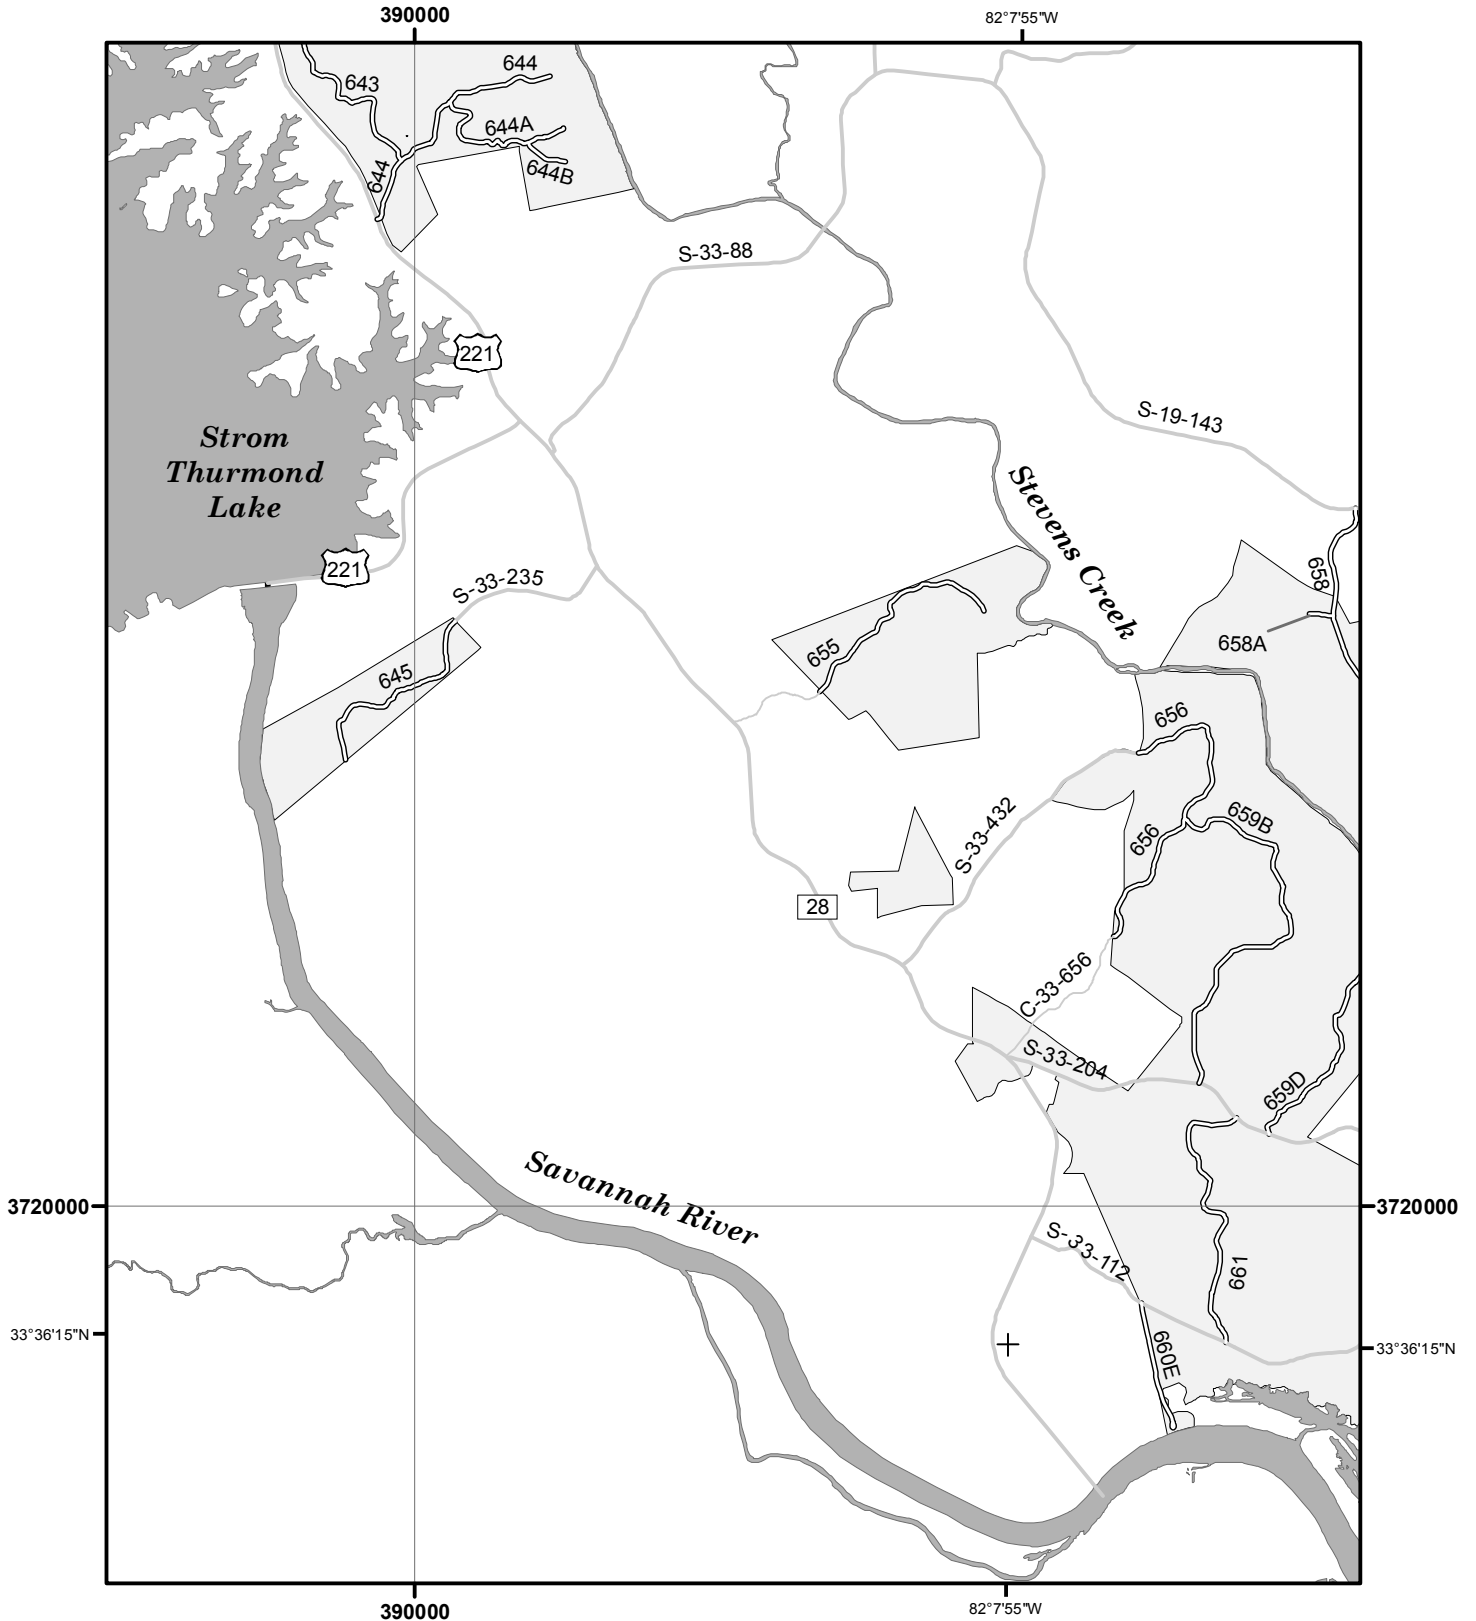 390000
82°7'55"W
643
644
644A
644B
644
S-33-88
221
S-19-143
Strom
Thurmond
Lake
Stevens Creek
221
S-33-235
658
658A
655
645
656
659B
656
S-33-432
28
C-33-656
S-33-204
659D
Savannah River
3720000
3720000
S-33-112
661
33°36'15"N
33°36'15"N
660E
390000
82°7'55"W